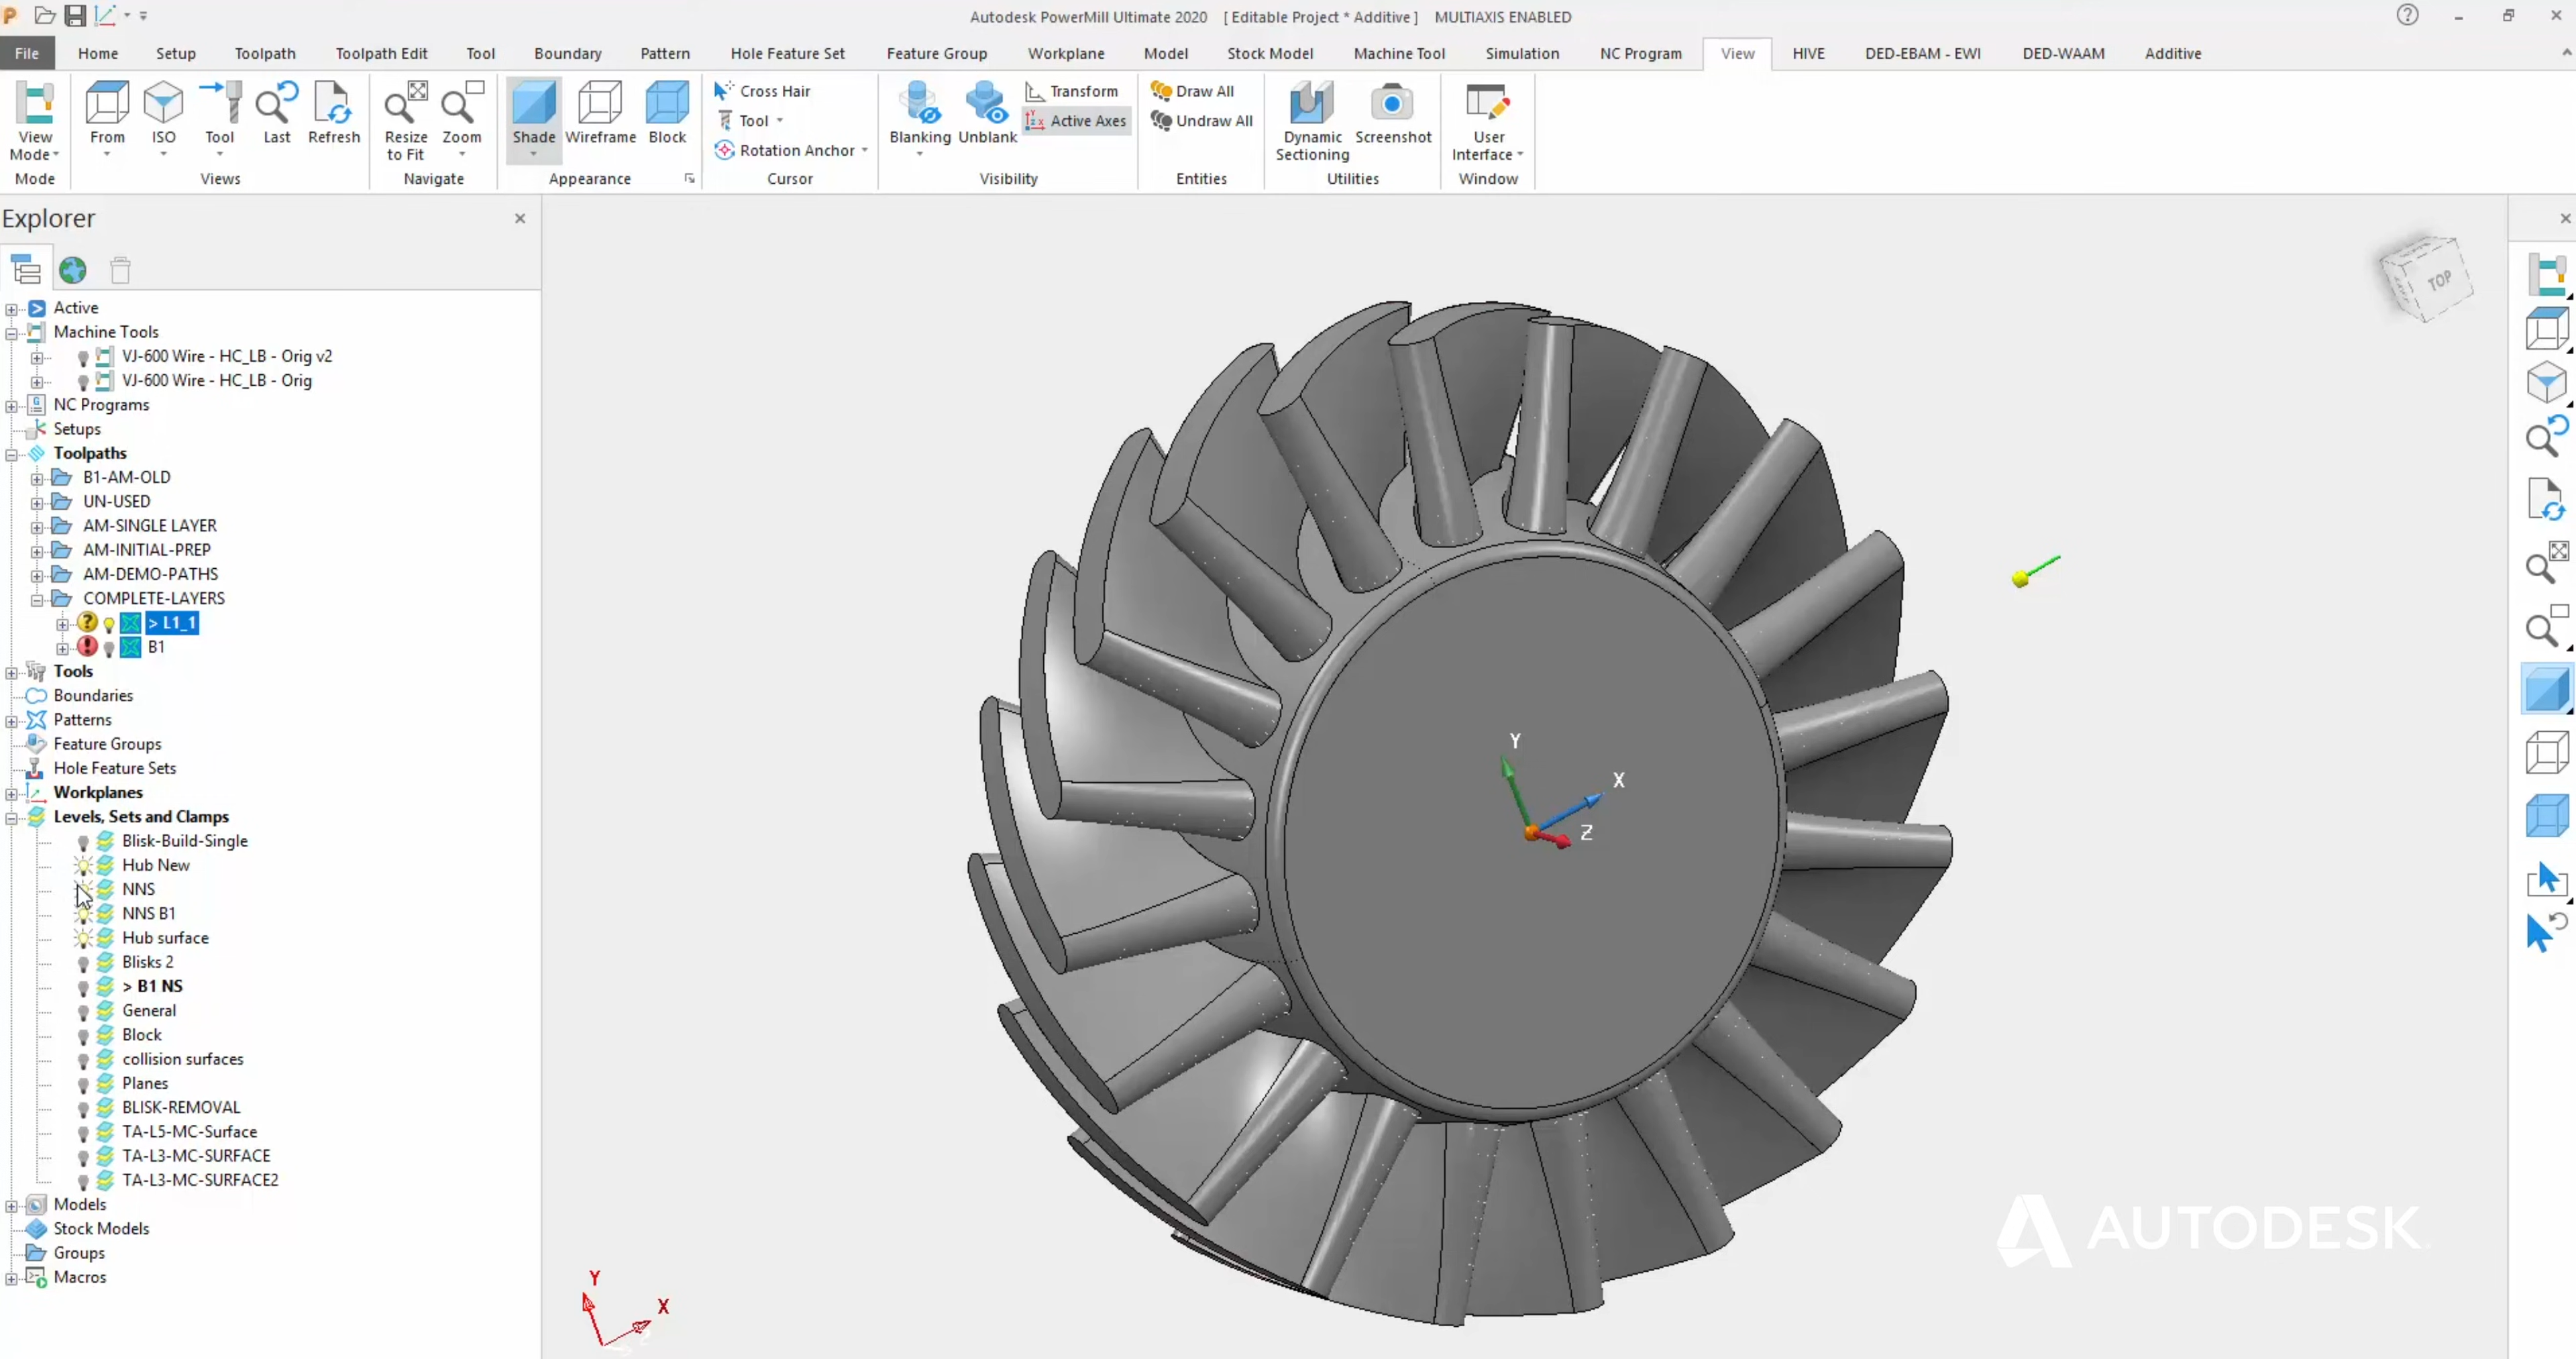 Autodesk PowerMill Ultimate 2020 [ Editable Project * Additive ] MULTIAXIS ENABLED
File Home Setup Toolpath Toolpath Edit Tool Boundary Pattern Hole Feature Set Feature Group Workplane Model Stock Model Machine Tool Simulation NC Program View HIVE DED-EBAM - EWI DED-WAAM Additive
Cross Hair Transform Draw All
Tool Active Axes Undraw All
View Mode From ISO Tool Last Refresh Resize to Fit Zoom Shade Wireframe Block Rotation Anchor Blanking Unblank Dynamic Sectioning Screenshot User Interface
Mode Views Navigate Appearance Cursor Visibility Entities Utilities Window
Explorer
Active
Machine Tools
VJ-600 Wire - HC_LB - Orig v2
VJ-600 Wire - HC_LB - Orig
NC Programs
Setups
Toolpaths
B1-AM-OLD
UN-USED
AM-SINGLE LAYER
AM-INITIAL-PREP
AM-DEMO-PATHS
COMPLETE-LAYERS
> L1_1
B1
Tools
Boundaries
Patterns
Feature Groups
Hole Feature Sets
Workplanes
Levels, Sets and Clamps
Blisk-Build-Single
Hub New
NNS
NNS B1
Hub surface
Blisks 2
> B1 NS
General
Block
collision surfaces
Planes
BLISK-REMOVAL
TA-L5-MC-Surface
TA-L3-MC-SURFACE
TA-L3-MC-SURFACE2
Models
Stock Models
Groups
Macros
TOP
Y
X
Z
Y
X
AUTODESK